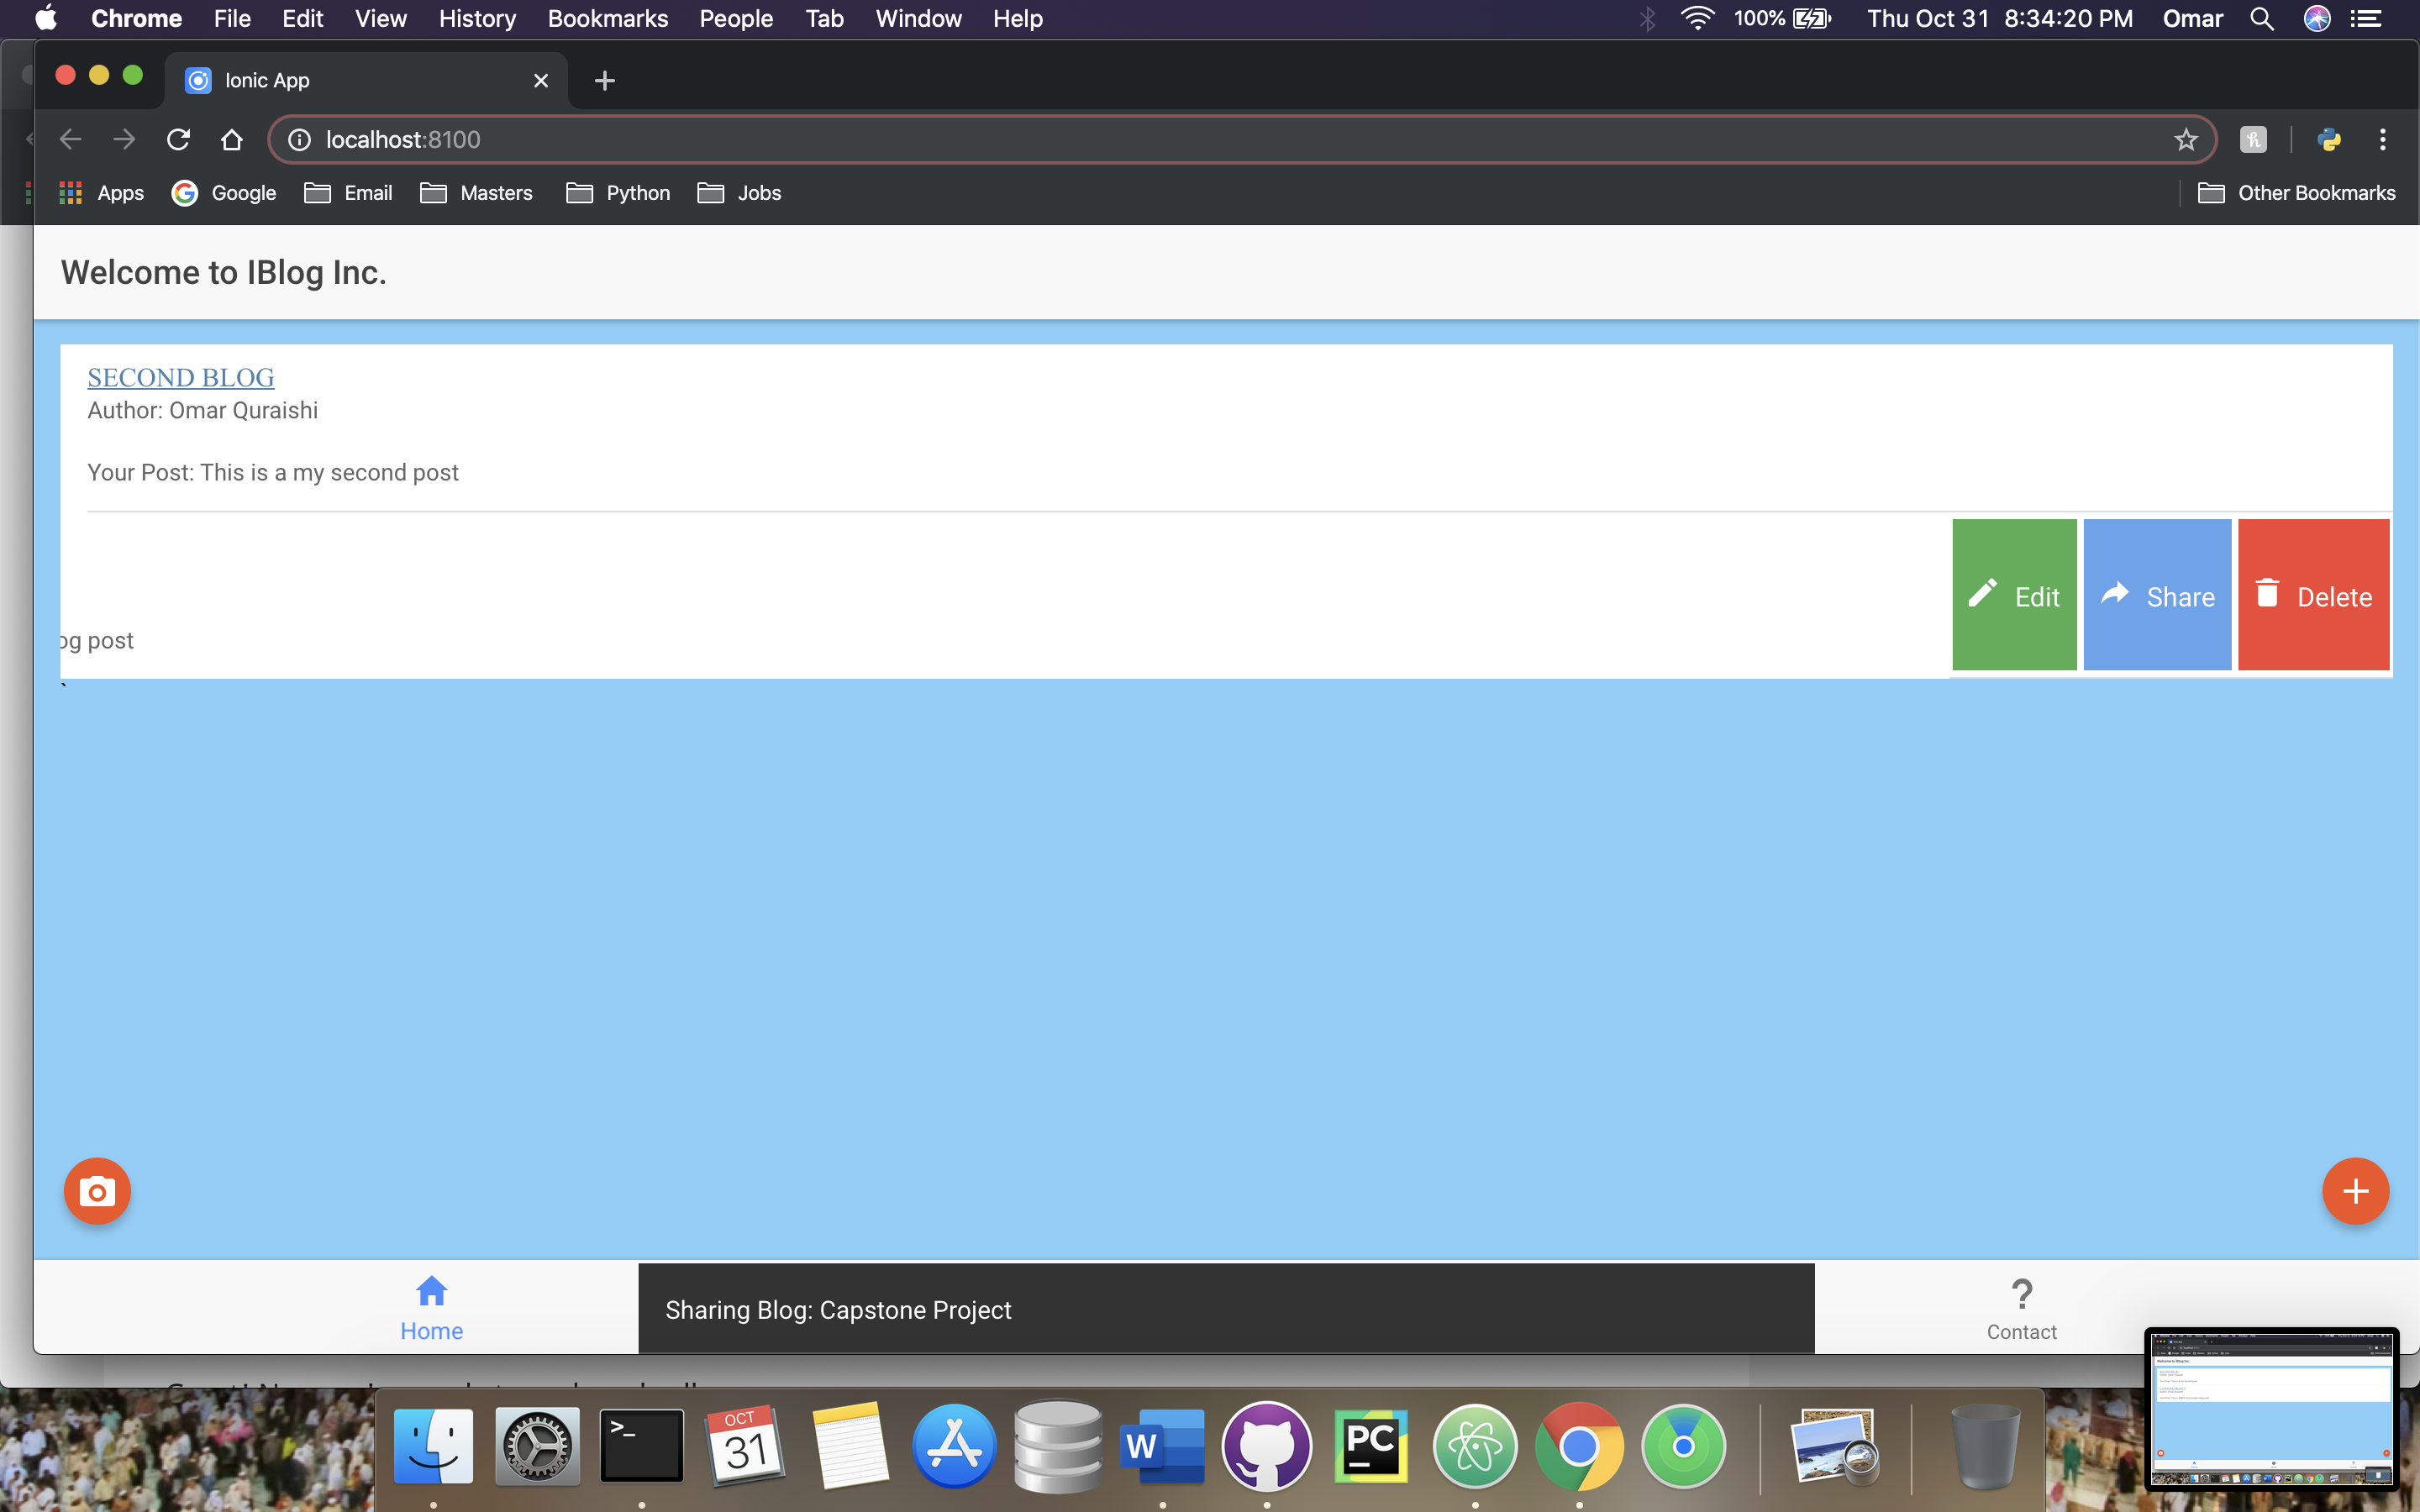 Chrome File Edit View History Bookmarks People Tab Window Help 100% Thu Oct 31 8:34:20 PM Omar
Ionic App
localhost:8100
Apps Google Email Masters Python Jobs Other Bookmarks
Welcome to IBlog Inc.
SECOND BLOG
Author: Omar Quraishi
Your Post: This is a my second post
Edit Share Delete
og post
`
Home
Sharing Blog: Capstone Project
?
Contact
OCT
31
>_
W
PC